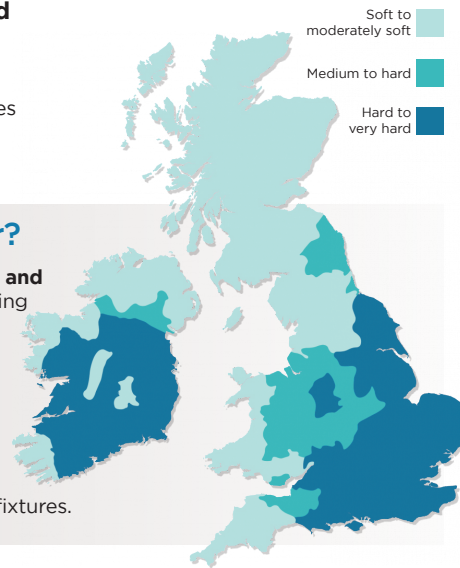 d
Soft to
moderately soft
Medium to hard
es
Hard to
very hard
r?
and
ing
fixtures.